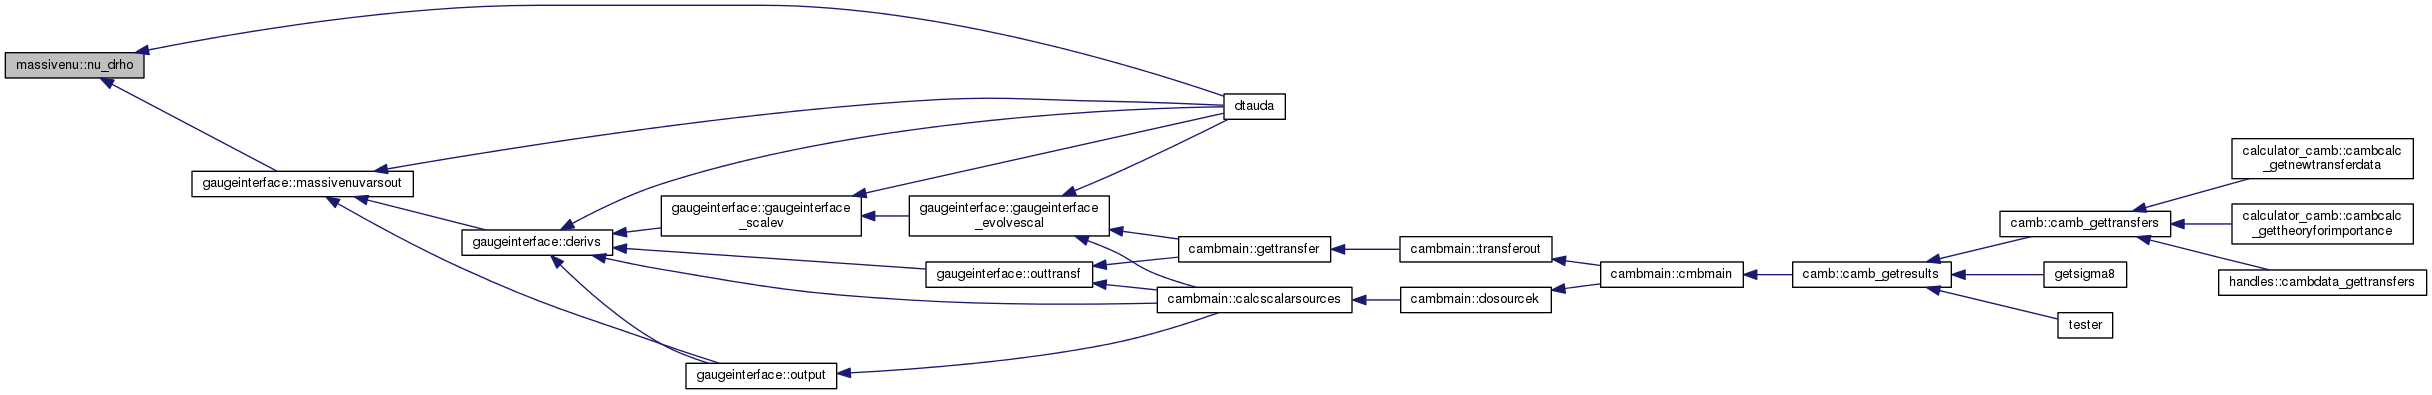 massivenu::nu_drho
gaugeinterface::massivenuvarsout
gaugeinterface::derivs
gaugeinterface::gaugeinterface
_scalev
gaugeinterface::outtransf
gaugeinterface::output
dtauda
gaugeinterface::gaugeinterface
_evolvescal
cambmain::gettransfer
cambmain::calcscalarsources
cambmain::transferout
cambmain::dosourcek
cambmain::cmbmain
camb::camb_getresults
camb::camb_gettransfers
getsigma8
tester
calculator_camb::cambcalc
_getnewtransferdata
calculator_camb::cambcalc
_gettheoryforimportance
handles::cambdata_gettransfers